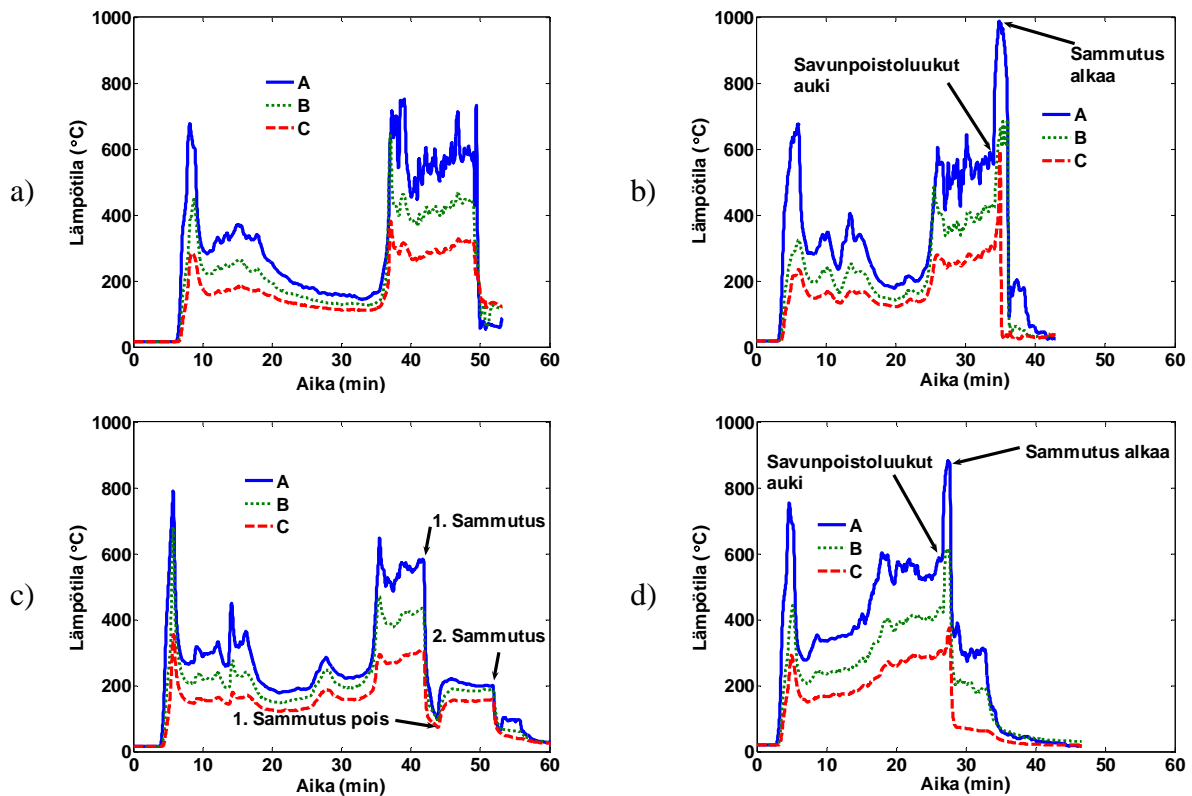 a)
Lämpötila (°C)
1000
800
600
400
200
0
0 10 20 30 40 50 60
Aika (min)
A
B
C
b)
Lämpötila (°C)
1000
800
600
400
200
0
0 10 20 30 40 50 60
Aika (min)
Savunpoistoluukut
auki
Sammutus
alkaa
A
B
C
c)
Lämpötila (°C)
1000
800
600
400
200
0
0 10 20 30 40 50 60
Aika (min)
A
B
C
1. Sammutus
2. Sammutus
1. Sammutus pois
d)
Lämpötila (°C)
1000
800
600
400
200
0
0 10 20 30 40 50 60
Aika (min)
Savunpoistoluukut
auki
Sammutus alkaa
A
B
C